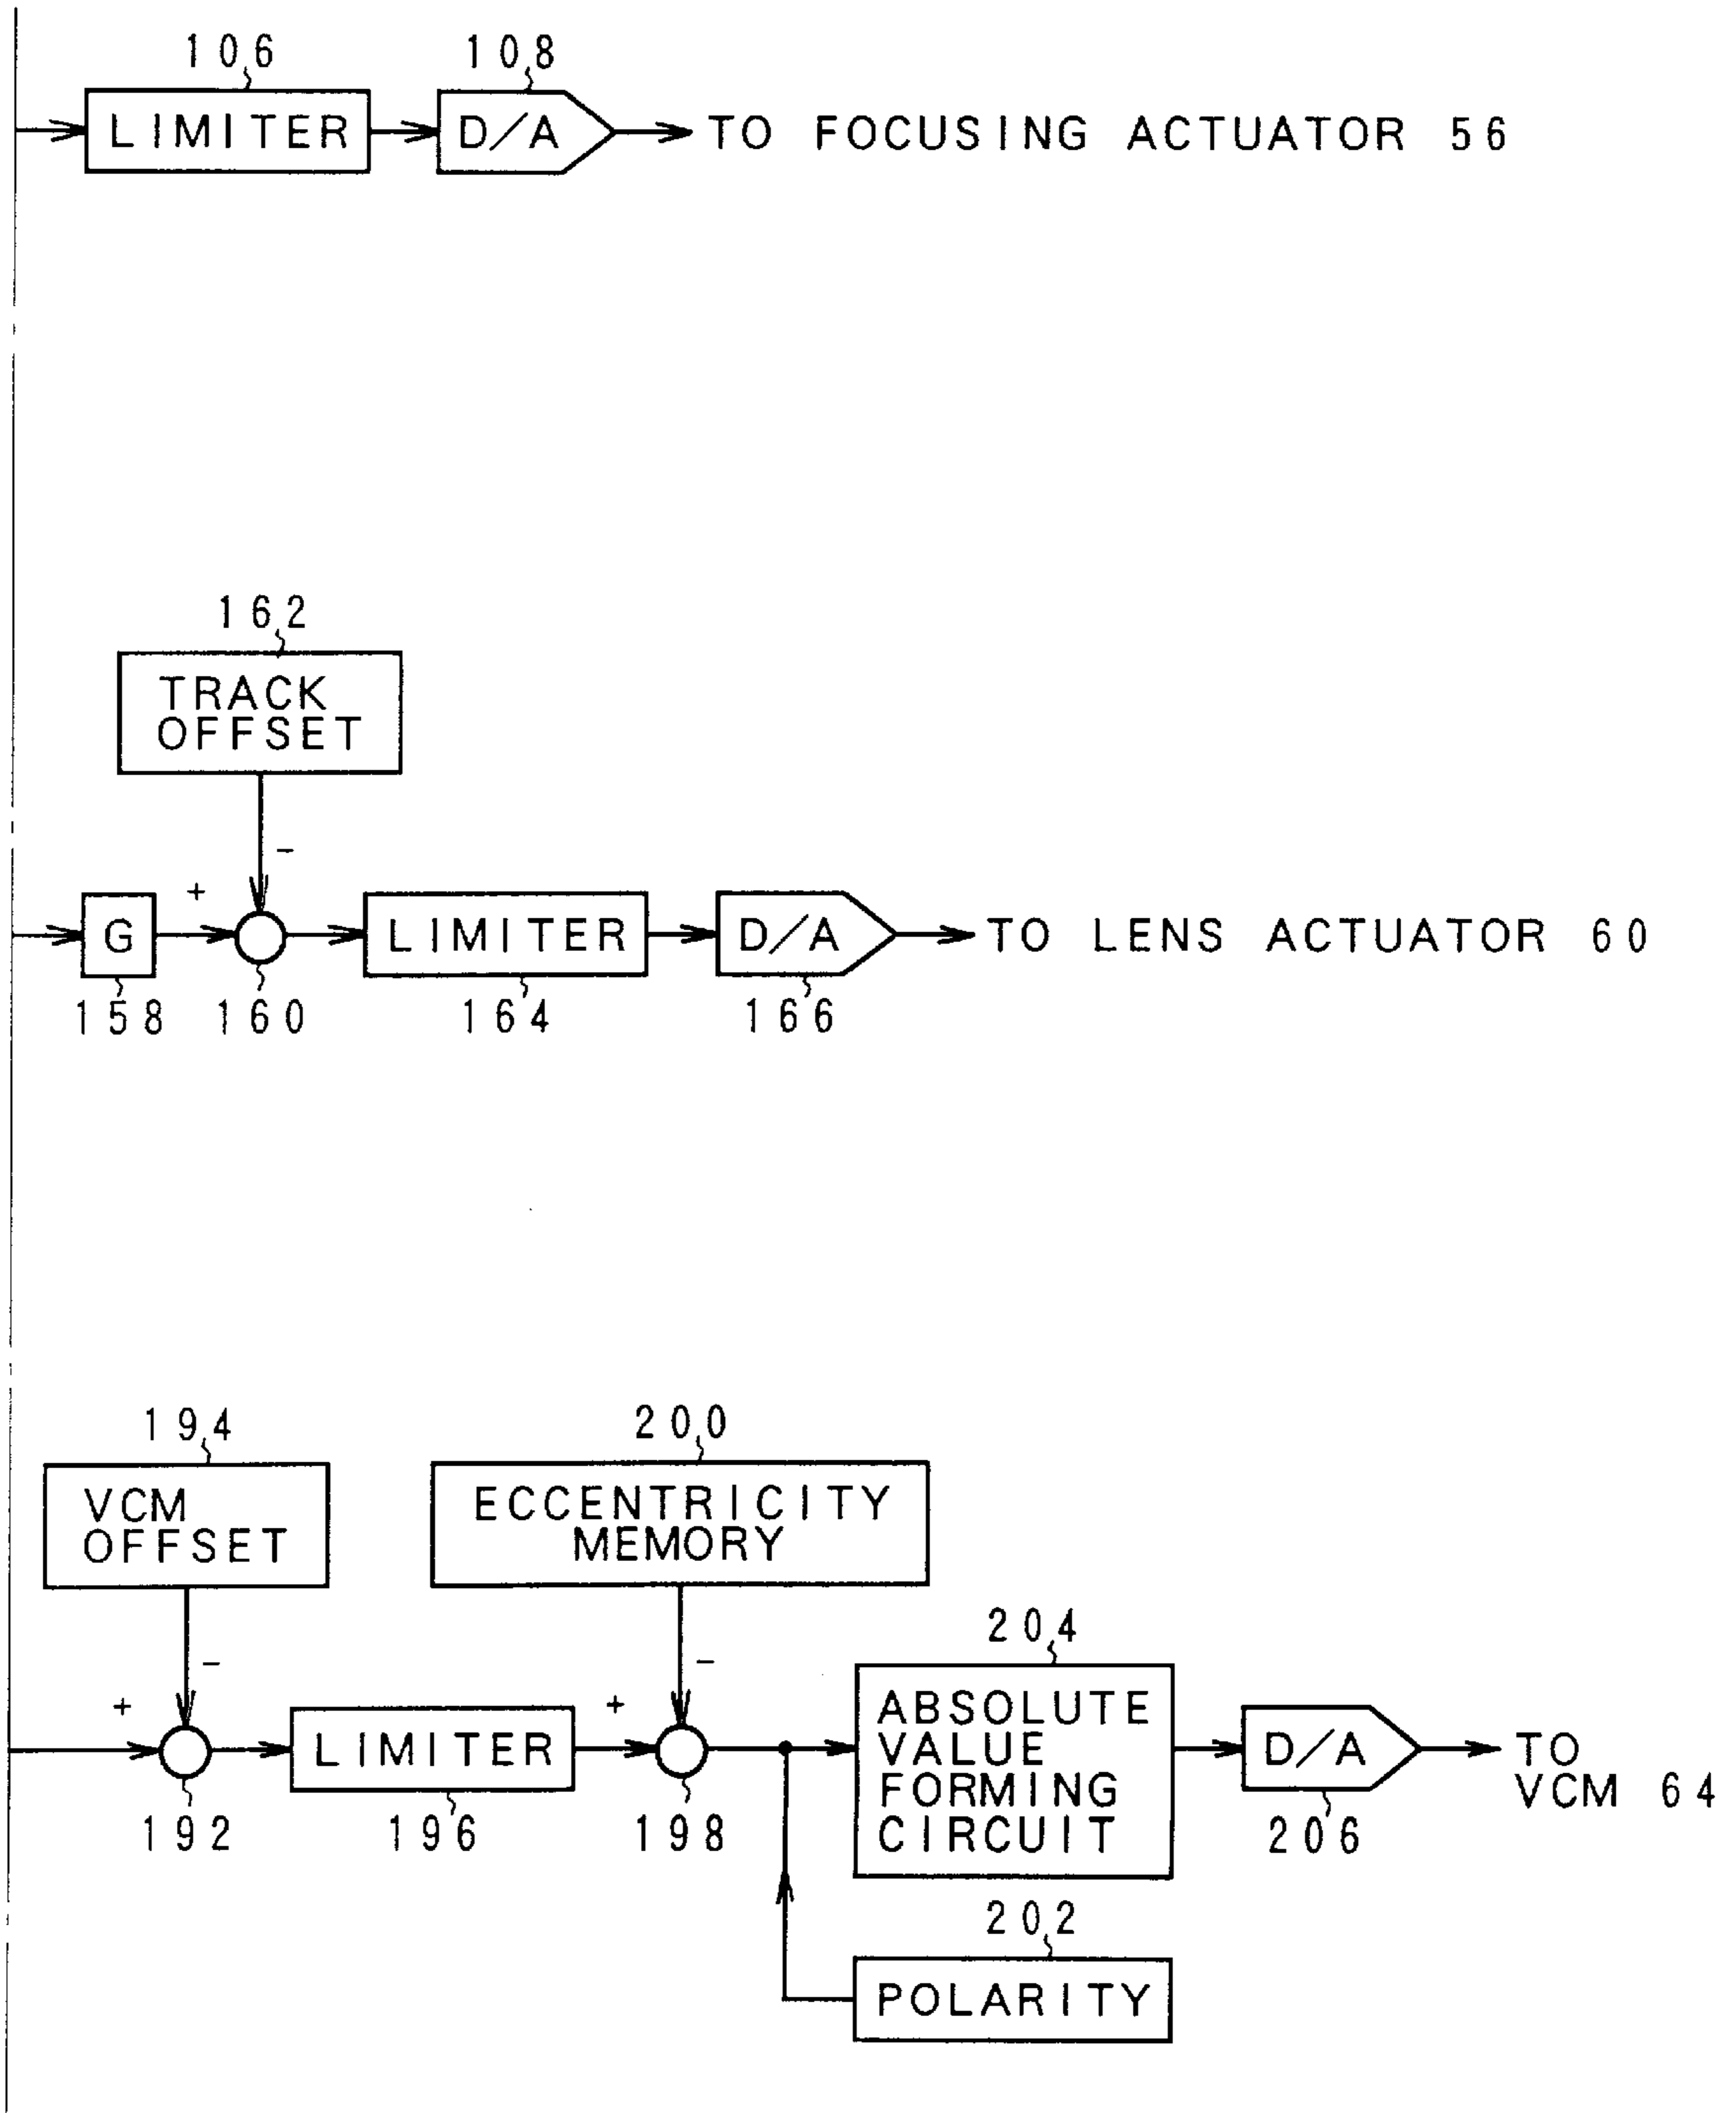 106
108
LIMITER
D/A
TO FOCUSING ACTUATOR 56
162
TRACK
OFFSET
-
+
G
LIMITER
D/A
TO LENS ACTUATOR 60
158
160
164
166
194
200
VCM
OFFSET
ECCENTRICITY
MEMORY
204
-
-
+
+
LIMITER
ABSOLUTE
VALUE
FORMING
CIRCUIT
D/A
TO
VCM 64
192
196
198
206
202
POLARITY